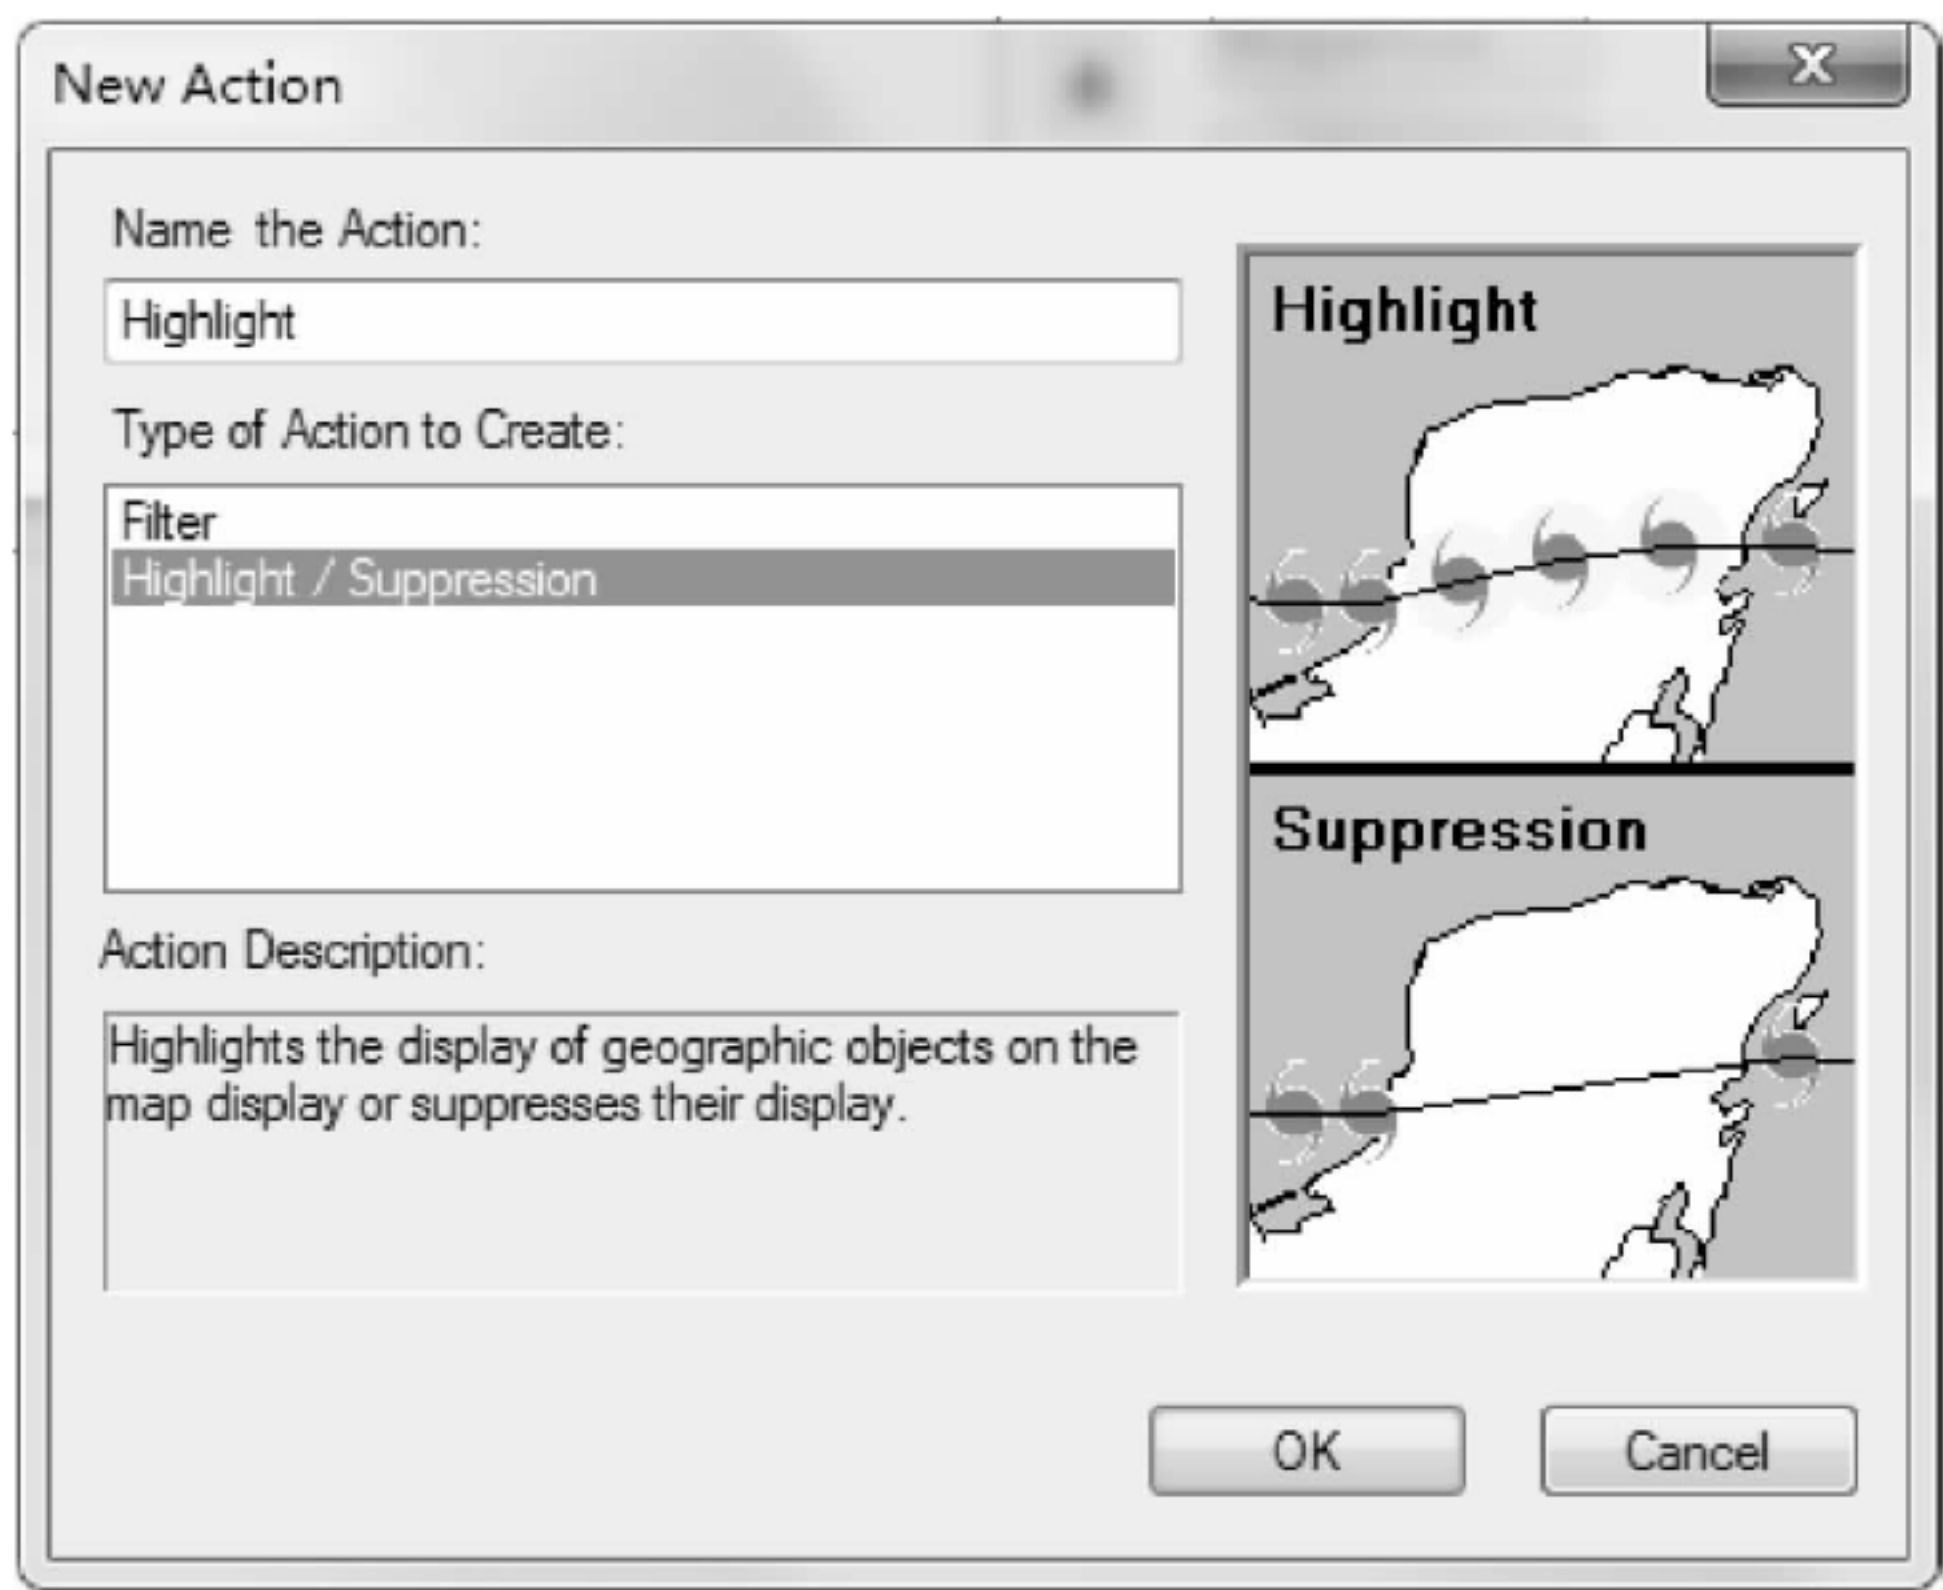 New Action
Name the Action:
Highlight
Type of Action to Create:
Filter
Highlight / Suppression
Action Description:
Highlights the display of geographic objects on the
map display or suppresses their display.
Highlight
Suppression
OK
Cancel